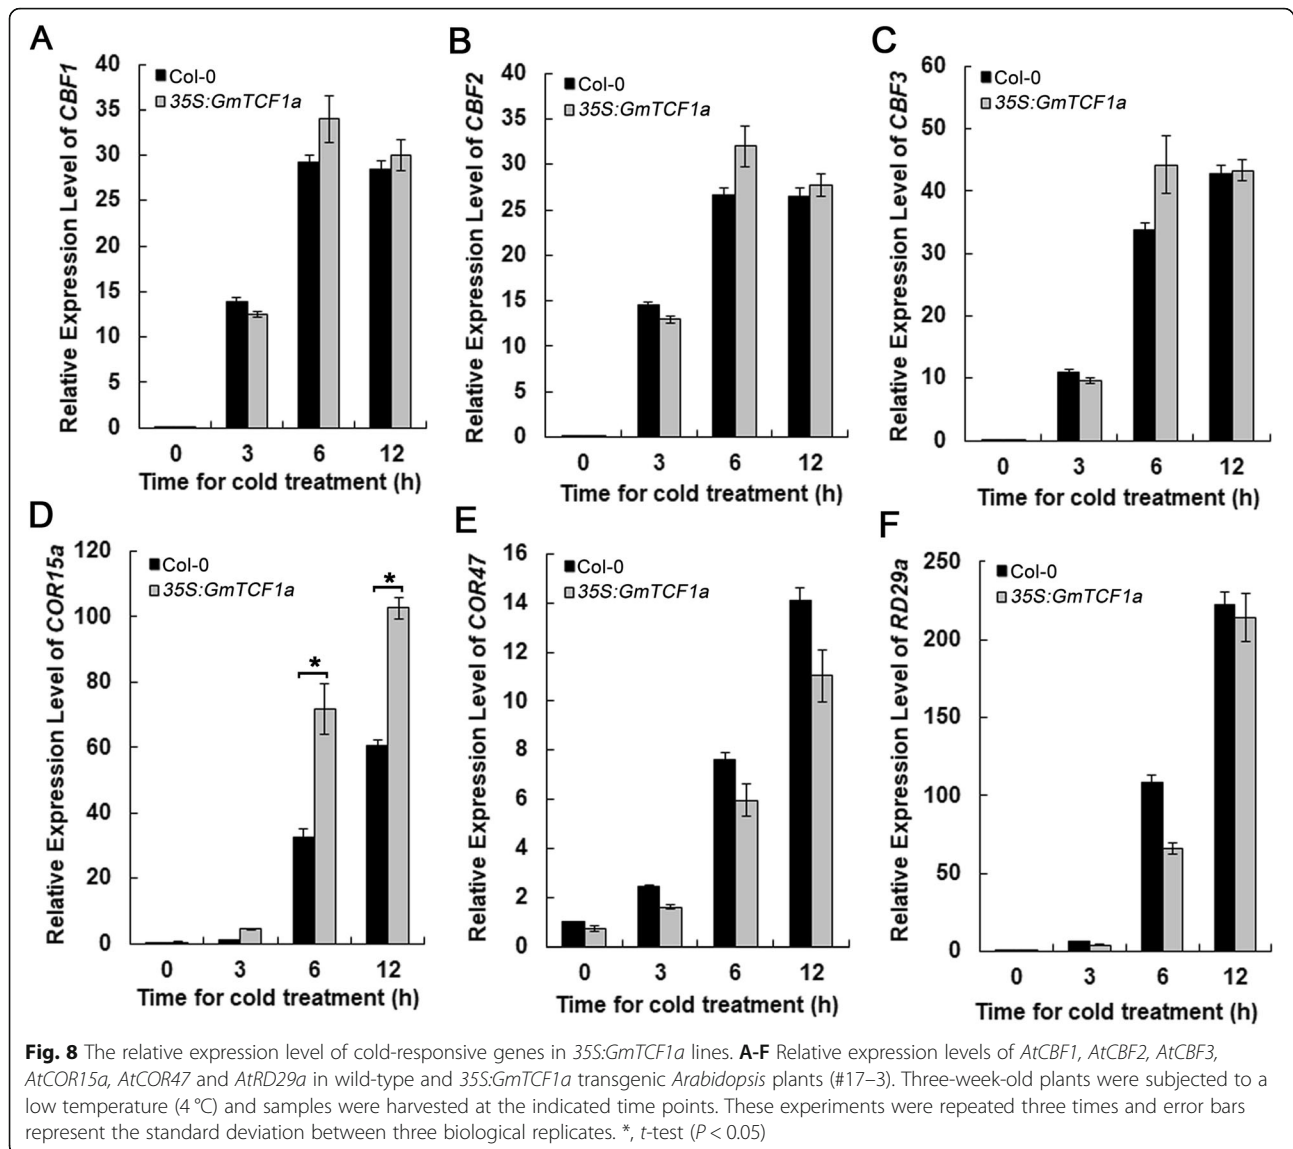 A
Relative Expression Level of CBF1
40
35
30
25
20
15
10
5
0
Col-0
35S:GmTCF1a
0 3 6 12
Time for cold treatment (h)
B
Relative Expression Level of CBF2
40
35
30
25
20
15
10
5
0
Col-0
35S:GmTCF1a
0 3 6 12
Time for cold treatment (h)
C
Relative Expression Level of CBF3
60
50
40
30
20
10
0
Col-0
35S:GmTCF1a
0 3 6 12
Time for cold treatment (h)
D
Relative Expression Level of COR15a
120
100
80
60
40
20
0
Col-0
35S:GmTCF1a
*
*
0 3 6 12
Time for cold treatment (h)
E
Relative Expression Level of COR47
16
14
12
10
8
6
4
2
0
Col-0
35S:GmTCF1a
0 3 6 12
Time for cold treatment (h)
F
Relative Expression Level of RD29a
250
200
150
100
50
0
Col-0
35S:GmTCF1a
0 3 6 12
Time for cold treatment (h)
Fig. 8 The relative expression level of cold-responsive genes in 35S:GmTCF1a lines. A-F Relative expression levels of AtCBF1, AtCBF2, AtCBF3,
AtCOR15a, AtCOR47 and AtRD29a in wild-type and 35S:GmTCF1a transgenic Arabidopsis plants (#17–3). Three-week-old plants were subjected to a
low temperature (4 °C) and samples were harvested at the indicated time points. These experiments were repeated three times and error bars
represent the standard deviation between three biological replicates. *, t-test (P < 0.05)